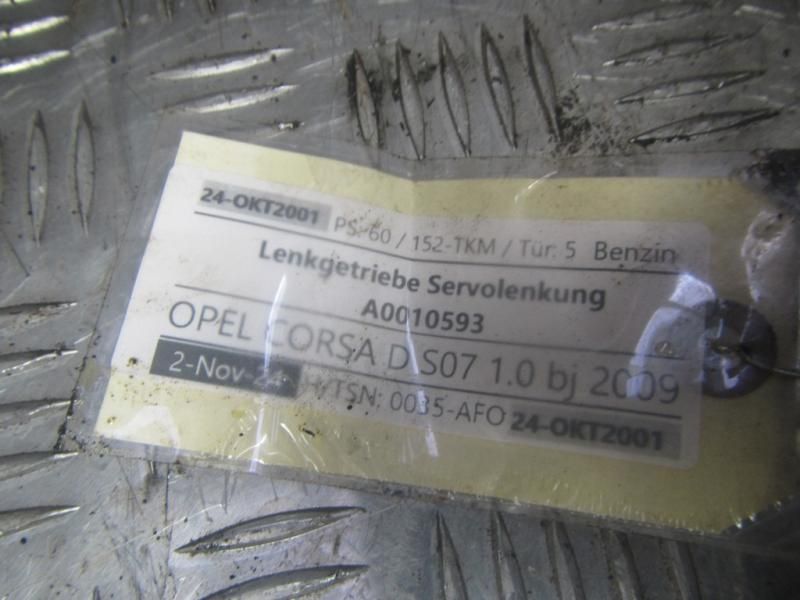 24-OKT2001 PS: 60 / 152-TKM / Tür: 5 Benzin
Lenkgetriebe Servolenkung
A0010593
OPEL CORSA D S07 1.0 bj 2009
2-Nov-24 H/TSN: 0035-AFO 24-OKT2001